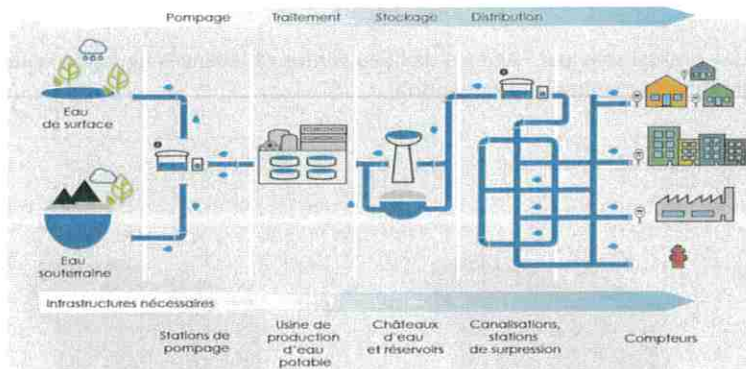 Pompage Traitement Stockage Distribution
Eau
de surface
Eau
souterraine
Infrastructures nécessaires
Stations de
pompage
Usine de
production
d'eau
potable
Châteaux
d'eau
et réservoirs
Canalisations,
stations
de surpression
Compteurs